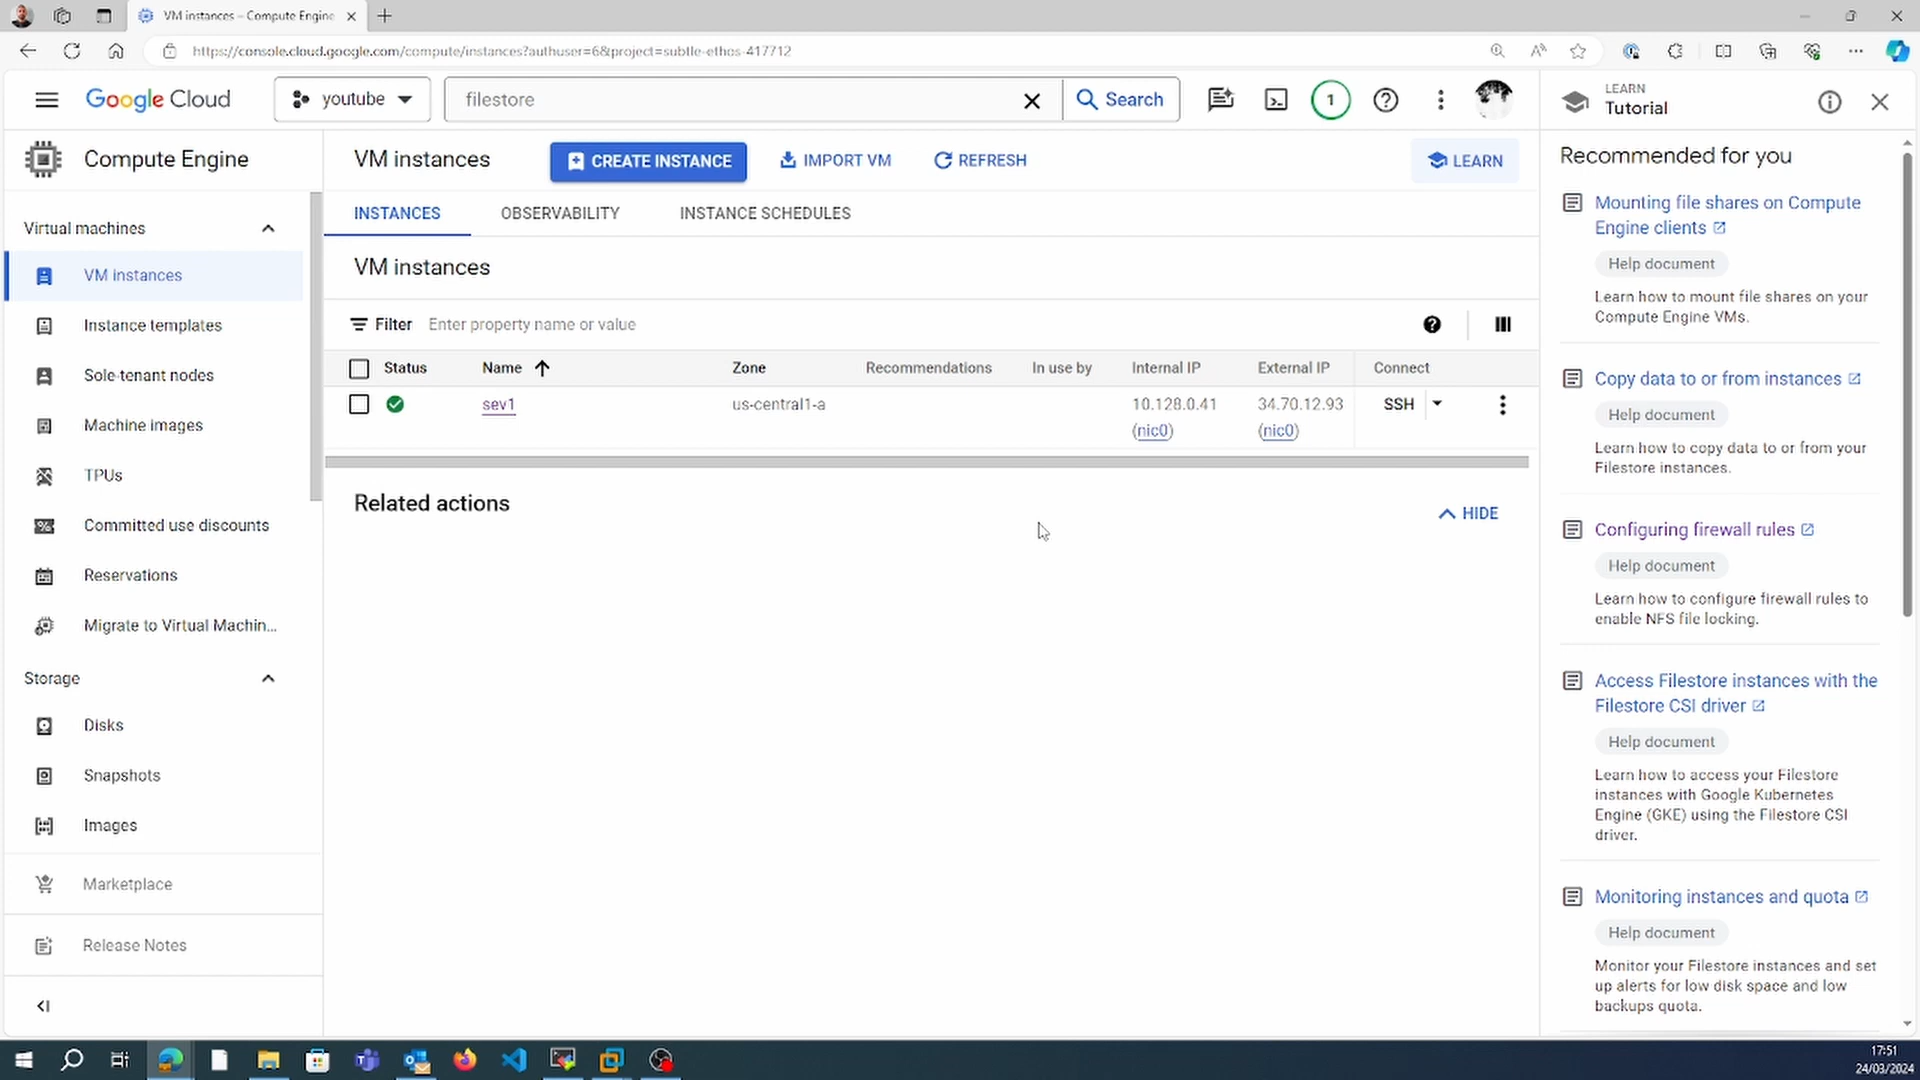 VM instances – Compute Engine
https://console.cloud.google.com/compute/instances?authuser=6&project=subtle-ethos-417712
Google Cloud
youtube
filestore
Search
1
LEARN
Tutorial
Compute Engine
VM instances
CREATE INSTANCE
IMPORT VM
REFRESH
LEARN
INSTANCES
OBSERVABILITY
INSTANCE SCHEDULES
VM instances
Filter
Enter property name or value
Status
Name
Zone
Recommendations
In use by
Internal IP
External IP
Connect
sev1
us-central1-a
10.128.0.41
(nic0)
34.70.12.93
(nic0)
SSH
Related actions
HIDE
Virtual machines
VM instances
Instance templates
Sole-tenant nodes
Machine images
TPUs
Committed use discounts
Reservations
Migrate to Virtual Machin...
Storage
Disks
Snapshots
Images
Marketplace
Release Notes
Recommended for you
Mounting file shares on Compute
Engine clients
Help document
Learn how to mount file shares on your
Compute Engine VMs.
Copy data to or from instances
Help document
Learn how to copy data to or from your
Filestore instances.
Configuring firewall rules
Help document
Learn how to configure firewall rules to
enable NFS file locking.
Access Filestore instances with the
Filestore CSI driver
Help document
Learn how to access your Filestore
instances with Google Kubernetes
Engine (GKE) using the Filestore CSI
driver.
Monitoring instances and quota
Help document
Monitor your Filestore instances and set
up alerts for low disk space and low
backups quota.
17:51
24/03/2024